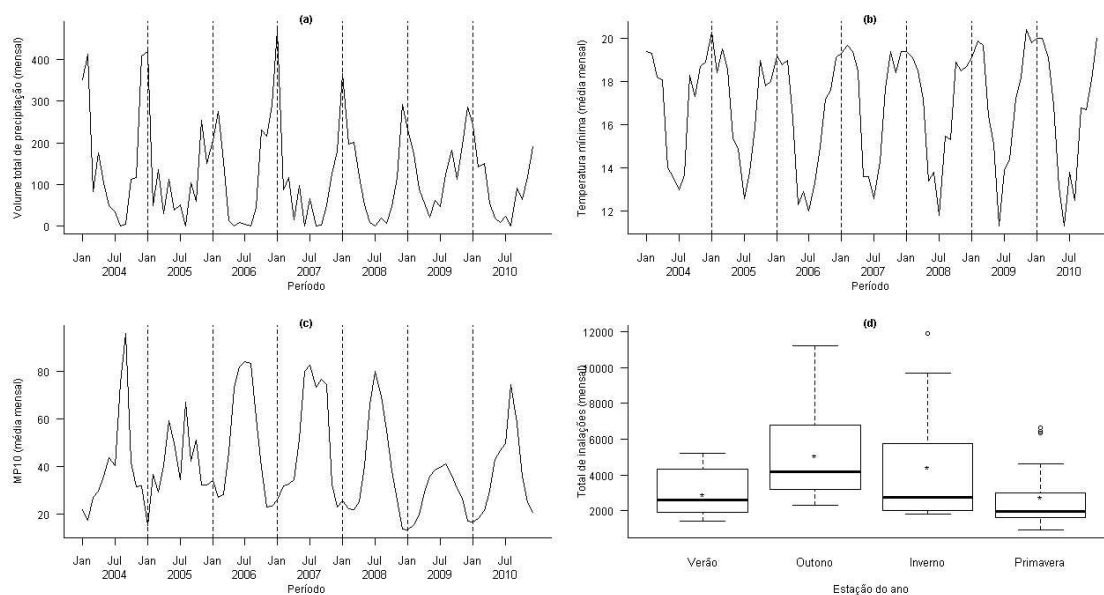 (a)
Volume total de precipitação (mensal)
400
300
200
100
0
Jan Jul Jan Jul Jan Jul Jan Jul Jan Jul Jan Jul Jan Jul
2004 2005 2006 2007 2008 2009 2010
Período
(b)
Temperatura mínima (média mensal)
20
18
16
14
12
Jan Jul Jan Jul Jan Jul Jan Jul Jan Jul Jan Jul Jan Jul
2004 2005 2006 2007 2008 2009 2010
Período
(c)
MP10 (média mensal)
80
60
40
20
Jan Jul Jan Jul Jan Jul Jan Jul Jan Jul Jan Jul Jan Jul
2004 2005 2006 2007 2008 2009 2010
Período
(d)
Total de inalações (mensal)
12000
10000
8000
6000
4000
2000
Verão Outono Inverno Primavera
Estação do ano